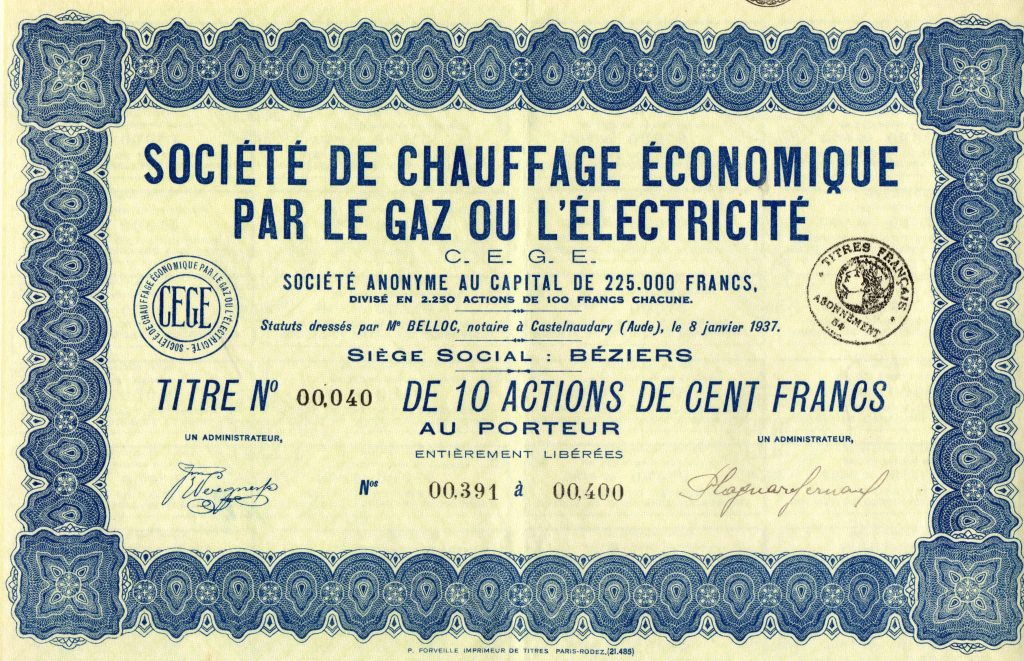 SOCIÉTÉ DE CHAUFFAGE ÉCONOMIQUE
PAR LE GAZ OU L'ÉLECTRICITÉ
C. E. G. E.
SOCIÉTÉ ANONYME AU CAPITAL DE 225.000 FRANCS,
DIVISÉ EN 2.250 ACTIONS DE 100 FRANCS CHACUNE.
SOCIÉTÉ DE CHAUFFAGE ÉCONOMIQUE PAR LE GAZ OU L'ÉLECTRICITÉ -
CEGE
* TITRES FRANÇAIS *
ABONNEMENT
54
Statuts dressés par Me BELLOC, notaire à Castelnaudary (Aude), le 8 janvier 1937.
SIÈGE SOCIAL : BÉZIERS
TITRE No 00,040 DE 10 ACTIONS DE CENT FRANCS
AU PORTEUR
ENTIÈREMENT LIBÉRÉES
UN ADMINISTRATEUR,
UN ADMINISTRATEUR,
Nos 00.391 à 00.400
P. FORVEILLE IMPRIMEUR DE TITRES PARIS-RODEZ.(21.485)